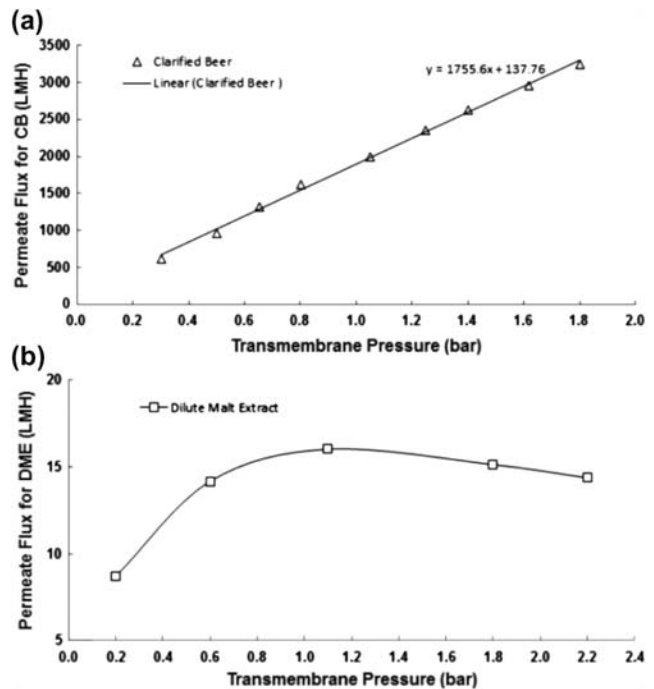 (a)
Permeate Flux for CB (LMH)
3500
3000
2500
2000
1500
1000
500
0
Clarified Beer
Linear (Clarified Beer )
y = 1755.6x + 137.76
0.0 0.2 0.4 0.6 0.8 1.0 1.2 1.4 1.6 1.8 2.0
Transmembrane Pressure (bar)
(b)
Permeate Flux for DME (LMH)
20
15
10
5
Dilute Malt Extract
0.0 0.2 0.4 0.6 0.8 1.0 1.2 1.4 1.6 1.8 2.0 2.2 2.4
Transmembrane Pressure (bar)